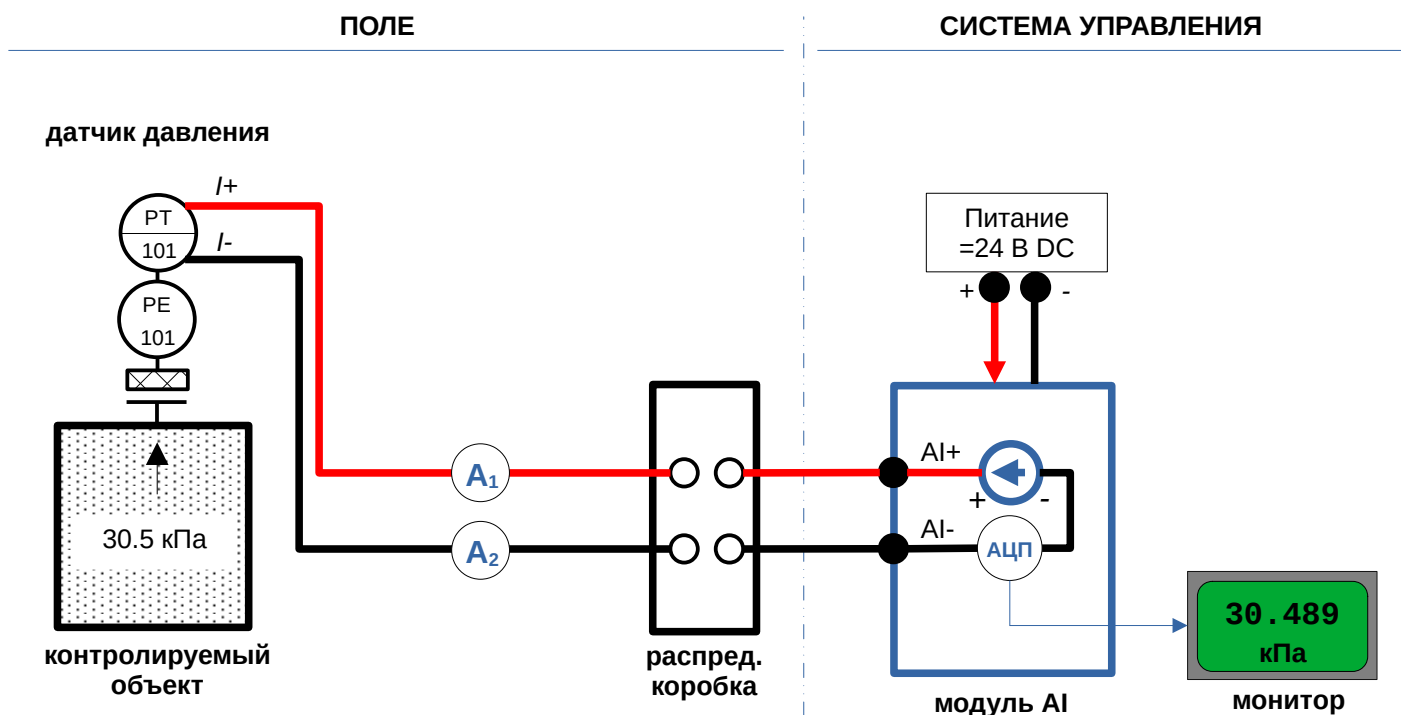 ПОЛЕ
СИСТЕМА УПРАВЛЕНИЯ
датчик давления
I+
PT
101
I-
PE
101
30.5 кПа
контролируемый
объект
A1
A2
распред.
коробка
Питание
=24 В DC
+
-
AI+
+
-
AI-
АЦП
модуль AI
30.489
кПа
монитор